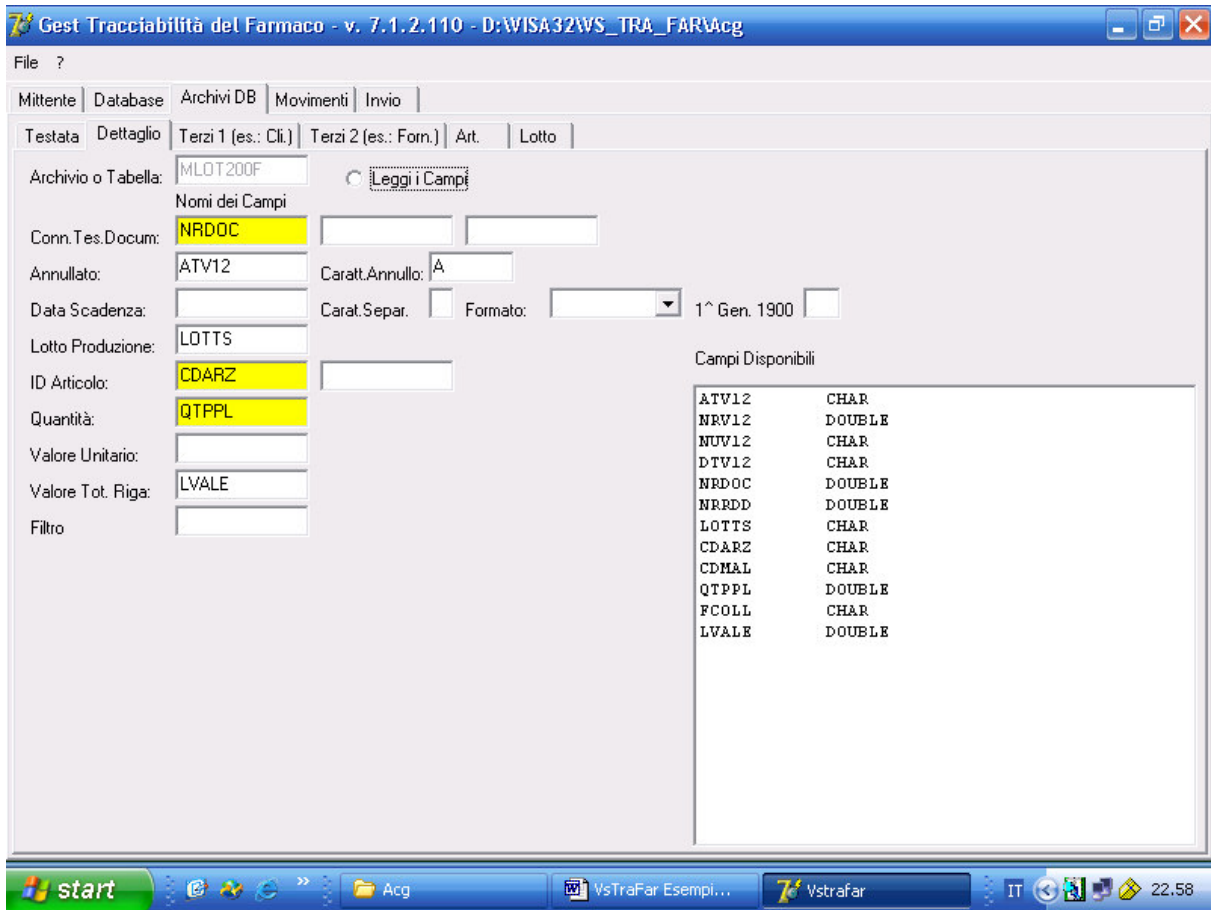 Gest Tracciabilità del Farmaco - v. 7.1.2.110 - D:\WISA32\VS_TRA_FAR\Acg
File ?
Mittente Database Archivi DB Movimenti Invio
Testata Dettaglio Terzi 1 (es.: Cli.) Terzi 2 (es.: Forn.) Art. Lotto
Archivio o Tabella: MLOT200F Leggi i Campi
Nomi dei Campi
Conn.Tes.Docum: NRDOC
Annullato: ATV12 Caratt.Annullo: A
Data Scadenza: Carat.Separ. Formato: 1^ Gen. 1900
Lotto Produzione: LOTTS
Campi Disponibili
ID Articolo: CDARZ
Quantità: QTPPL
Valore Unitario:
Valore Tot. Riga: LVALE
Filtro
ATV12 CHAR
NRV12 DOUBLE
NUV12 CHAR
DTV12 CHAR
NRDOC DOUBLE
NRRDD DOUBLE
LOTTS CHAR
CDARZ CHAR
CDMAL CHAR
QTPPL DOUBLE
FCOLL CHAR
LVALE DOUBLE
start » Acg VsTraFar Esempi... Vstrafar IT 22.58